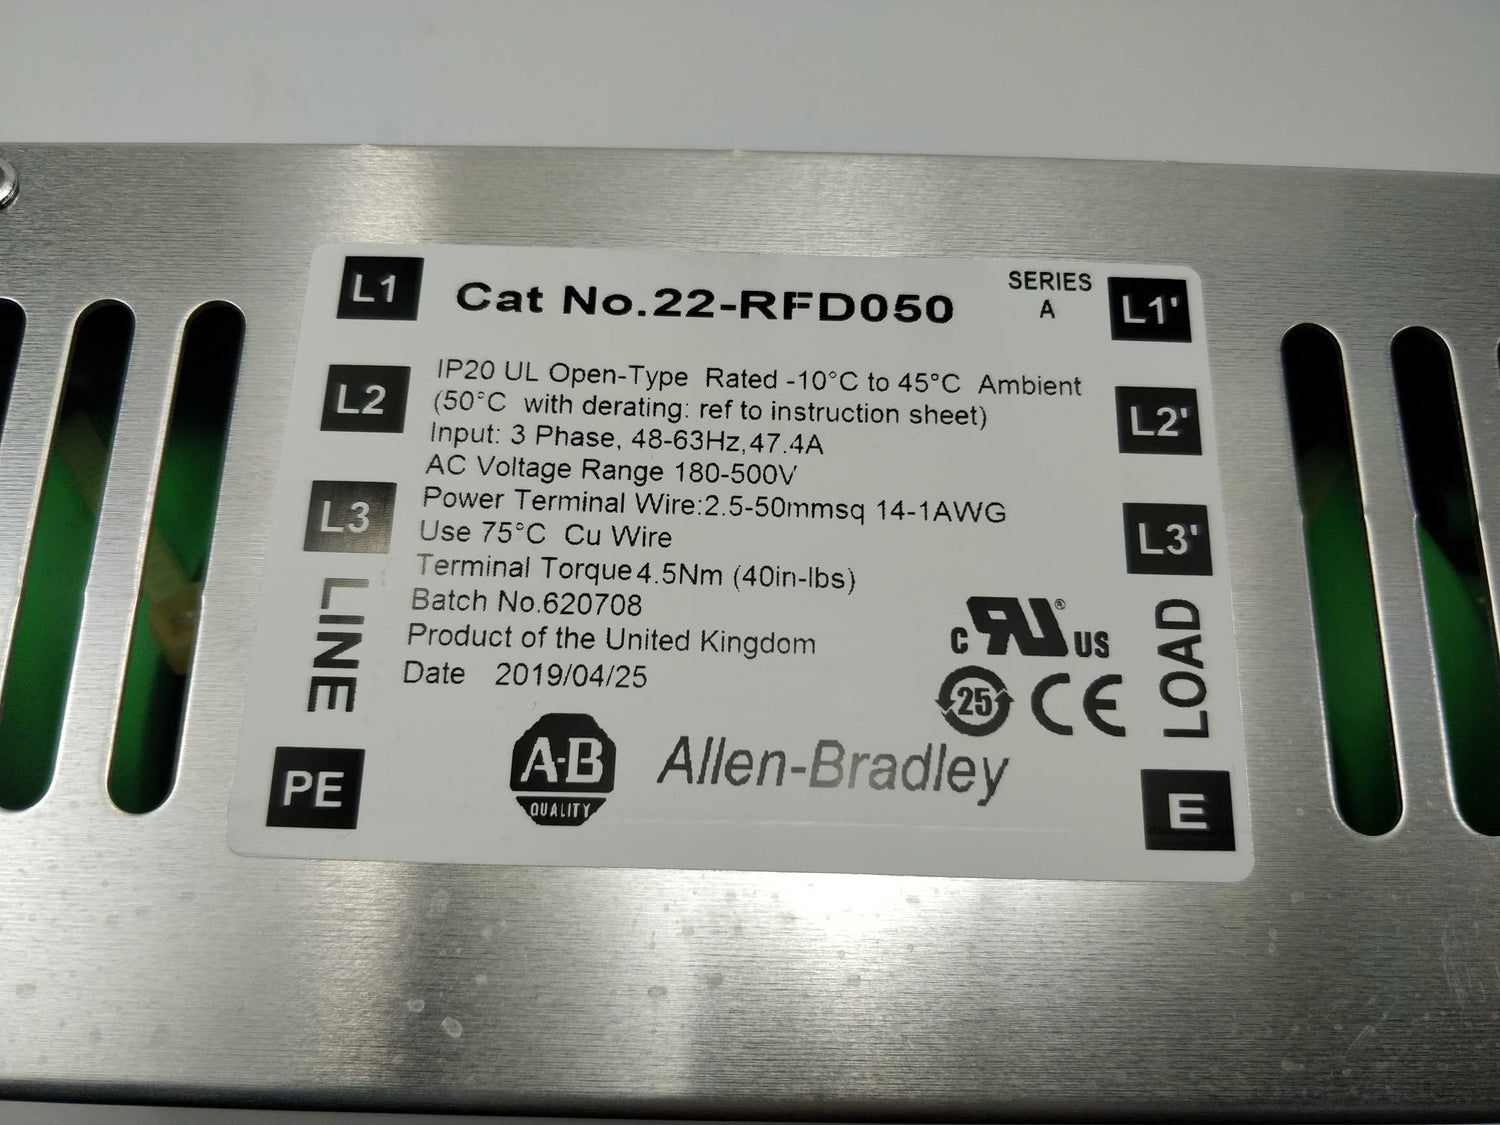 L1
Cat No.22-RFD050
SERIES
A
L1'
L2
IP20 UL Open-Type Rated -10°C to 45°C Ambient
(50°C with derating: ref to instruction sheet)
Input: 3 Phase, 48-63Hz,47.4A
AC Voltage Range 180-500V
L2'
L3
Power Terminal Wire:2.5-50mmsq 14-1AWG
Use 75°C Cu Wire
Terminal Torque4.5Nm (40in-lbs)
L3'
LINE
Batch No.620708
Product of the United Kingdom
Date 2019/04/25
C RU® US
25 CE
LOAD
PE
A-B
QUALITY
Allen-Bradley
E